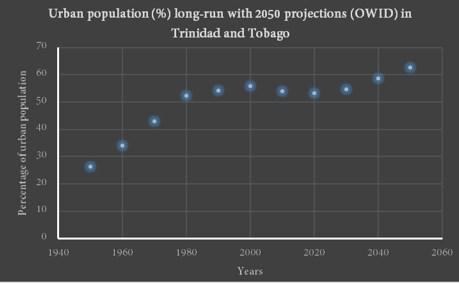 Urban population (%) long-run with 2050 projections (OWID) in
Trinidad and Tobago
Percentage of urban population
70
60
50
40
30
20
10
0
1940 1960 1980 2000 2020 2040 2060
Years